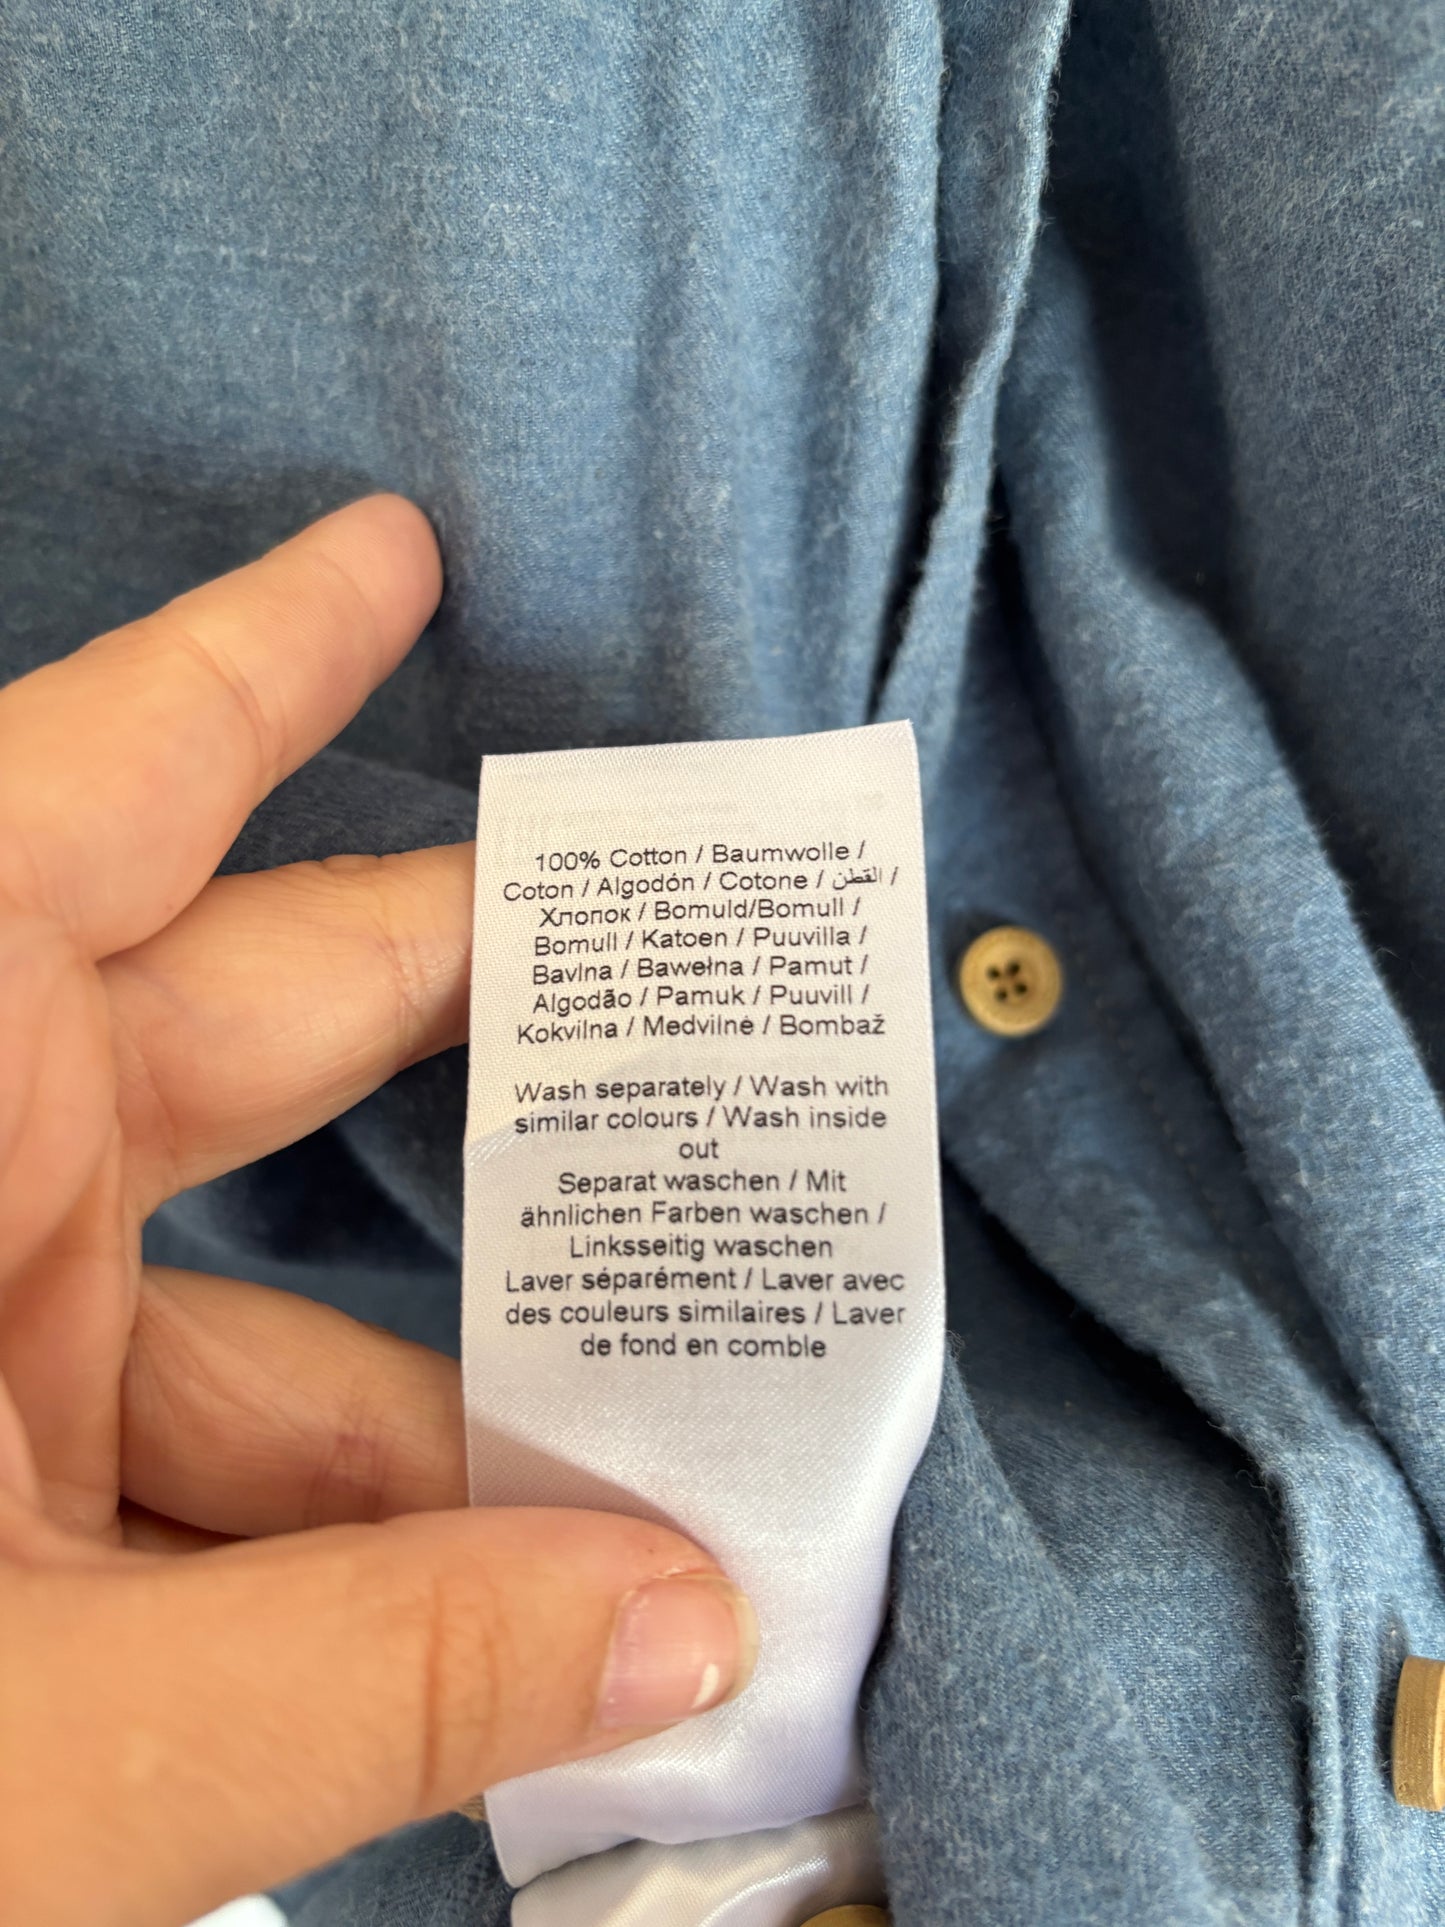 100% Cotton / Baumwolle /
Coton / Algodón / Cotone / القطن /
Хлопок / Bomuld/Bomull /
Bomull / Katoen / Puuvilla /
Bavlna / Bawełna / Pamut /
Algodão / Pamuk / Puuvill /
Kokvilna / Medvilnė / Bombaž
Wash separately / Wash with
similar colours / Wash inside
out
Separat waschen / Mit
ähnlichen Farben waschen /
Linksseitig waschen
Laver séparément / Laver avec
des couleurs similaires / Laver
de fond en comble